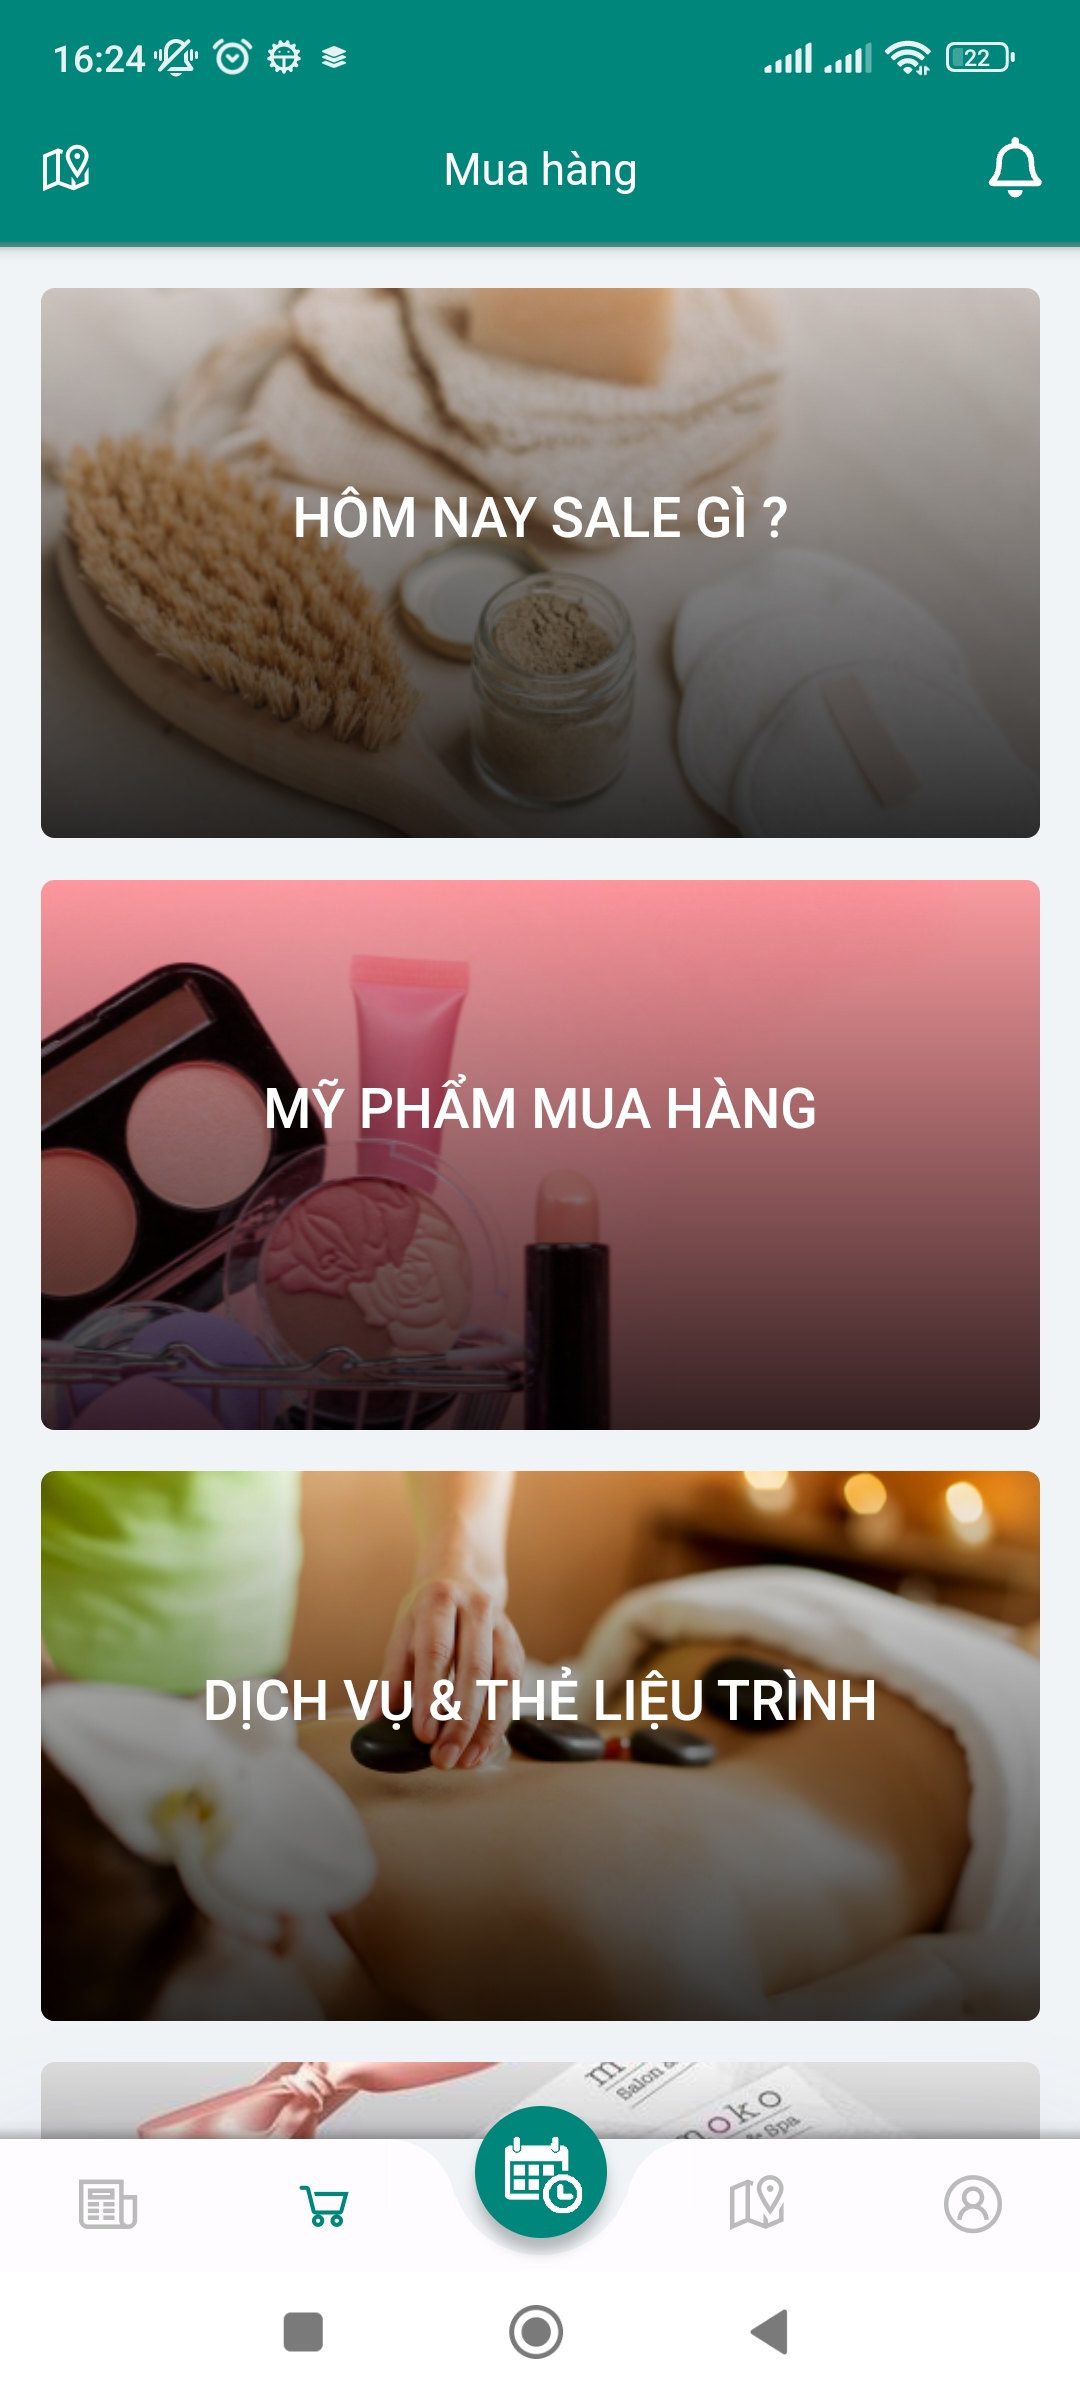 16:24
22
Mua hàng
HÔM NAY SALE GÌ ?
MỸ PHẨM MUA HÀNG
DỊCH VỤ & THẺ LIỆU TRÌNH
Salon &
moko
& Spa